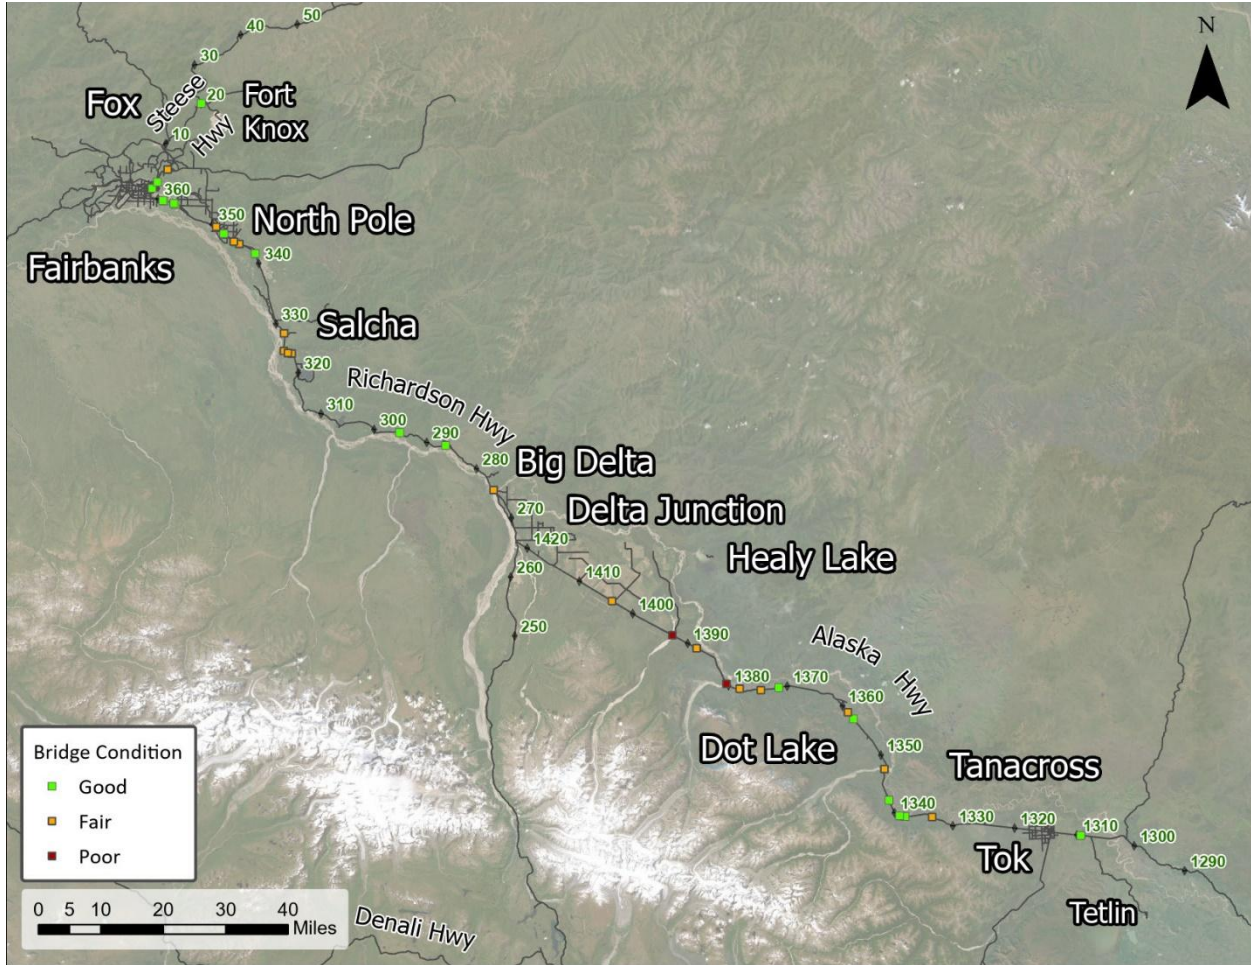 50
40
N
30
20
Fort
Knox
Fox
Steese
Hwy
10
360
350
North Pole
340
Fairbanks
330
Salcha
320
Richardson Hwy
310
300
290
280
Big Delta
270
Delta Junction
1420
Healy Lake
260
1410
1400
250
1390
Alaska
Hwy
1380
1370
1360
Dot Lake
1350
Tanacross
1340
1330
1320
1310
1300
1290
Tok
Tetlin
Bridge Condition
Good
Fair
Poor
0 5 10 20 30 40
Miles
Denali Hwy